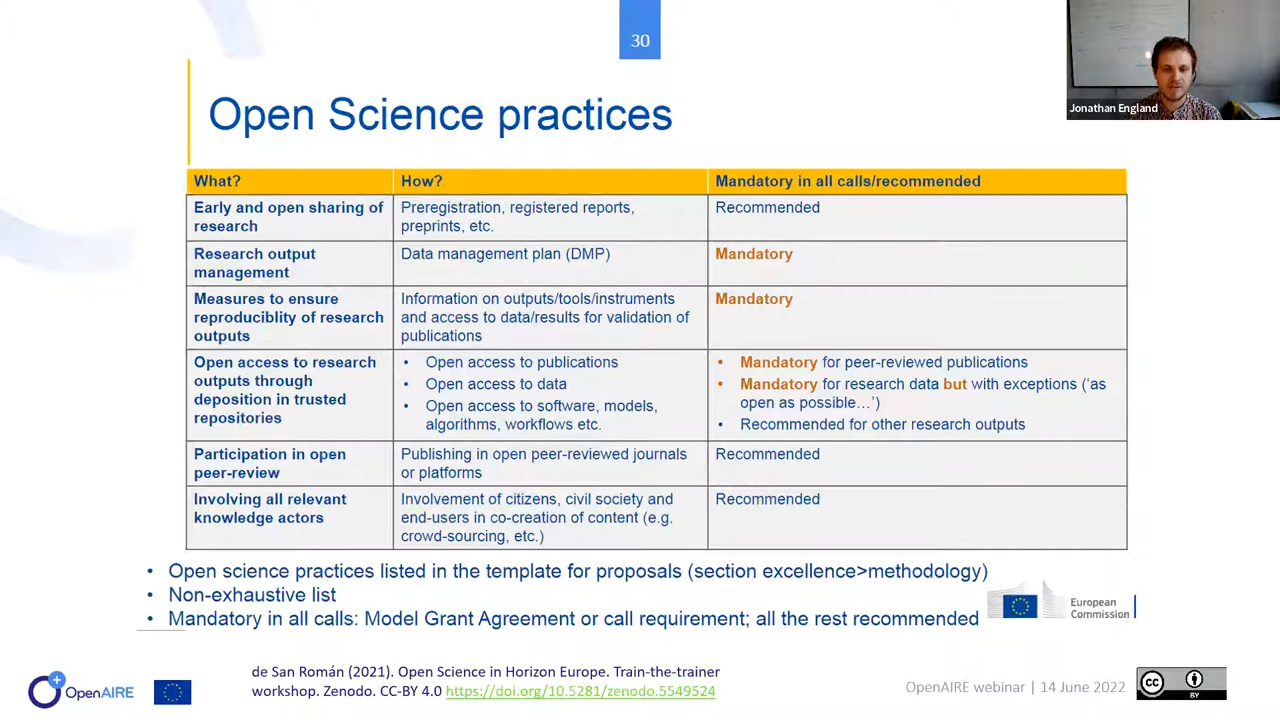 30
Jonathan England
Open Science practices
What?
How?
Mandatory in all calls/recommended
Early and open sharing of
research
Preregistration, registered reports,
preprints, etc.
Recommended
Research output
management
Data management plan (DMP)
Mandatory
Measures to ensure
reproduciblity of research
outputs
Information on outputs/tools/instruments
and access to data/results for validation of
publications
Mandatory
Open access to research
outputs through
deposition in trusted
repositories
• Open access to publications
• Open access to data
• Open access to software, models,
algorithms, workflows etc.
• Mandatory for peer-reviewed publications
• Mandatory for research data but with exceptions (‘as
open as possible…’)
• Recommended for other research outputs
Participation in open
peer-review
Publishing in open peer-reviewed journals
or platforms
Recommended
Involving all relevant
knowledge actors
Involvement of citizens, civil society and
end-users in co-creation of content (e.g.
crowd-sourcing, etc.)
Recommended
• Open science practices listed in the template for proposals (section excellence>methodology)
• Non-exhaustive list
• Mandatory in all calls: Model Grant Agreement or call requirement; all the rest recommended
European
Commission
OpenAIRE
de San Román (2021). Open Science in Horizon Europe. Train-the-trainer
workshop. Zenodo. CC-BY 4.0 https://doi.org/10.5281/zenodo.5549524
OpenAIRE webinar | 14 June 2022
CC
BY